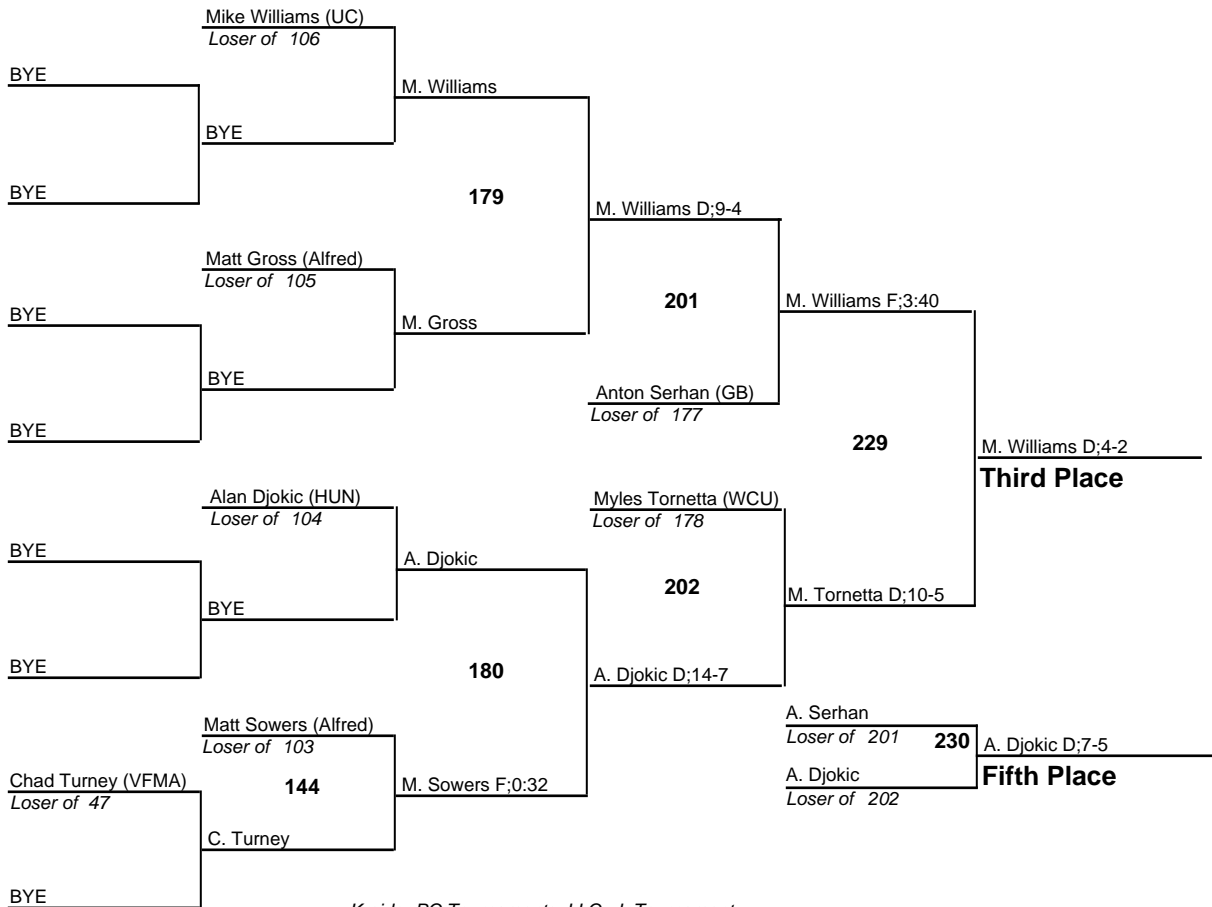 Mike Williams (UC)
Loser of 106
BYE
M. Williams
BYE
BYE
179
M. Williams D;9-4
Matt Gross (Alfred)
Loser of 105
201
M. Williams F;3:40
BYE
M. Gross
BYE
Anton Serhan (GB)
Loser of 177
BYE
229
M. Williams D;4-2
Third Place
Alan Djokic (HUN)
Loser of 104
Myles Tornetta (WCU)
Loser of 178
BYE
A. Djokic
202
M. Tornetta D;10-5
BYE
BYE
180
A. Djokic D;14-7
Matt Sowers (Alfred)
Loser of 103
A. Serhan
Loser of 201
230
A. Djokic D;7-5
Fifth Place
A. Djokic
Loser of 202
Chad Turney (VFMA)
Loser of 47
144
M. Sowers F;0:32
C. Turney
BYE